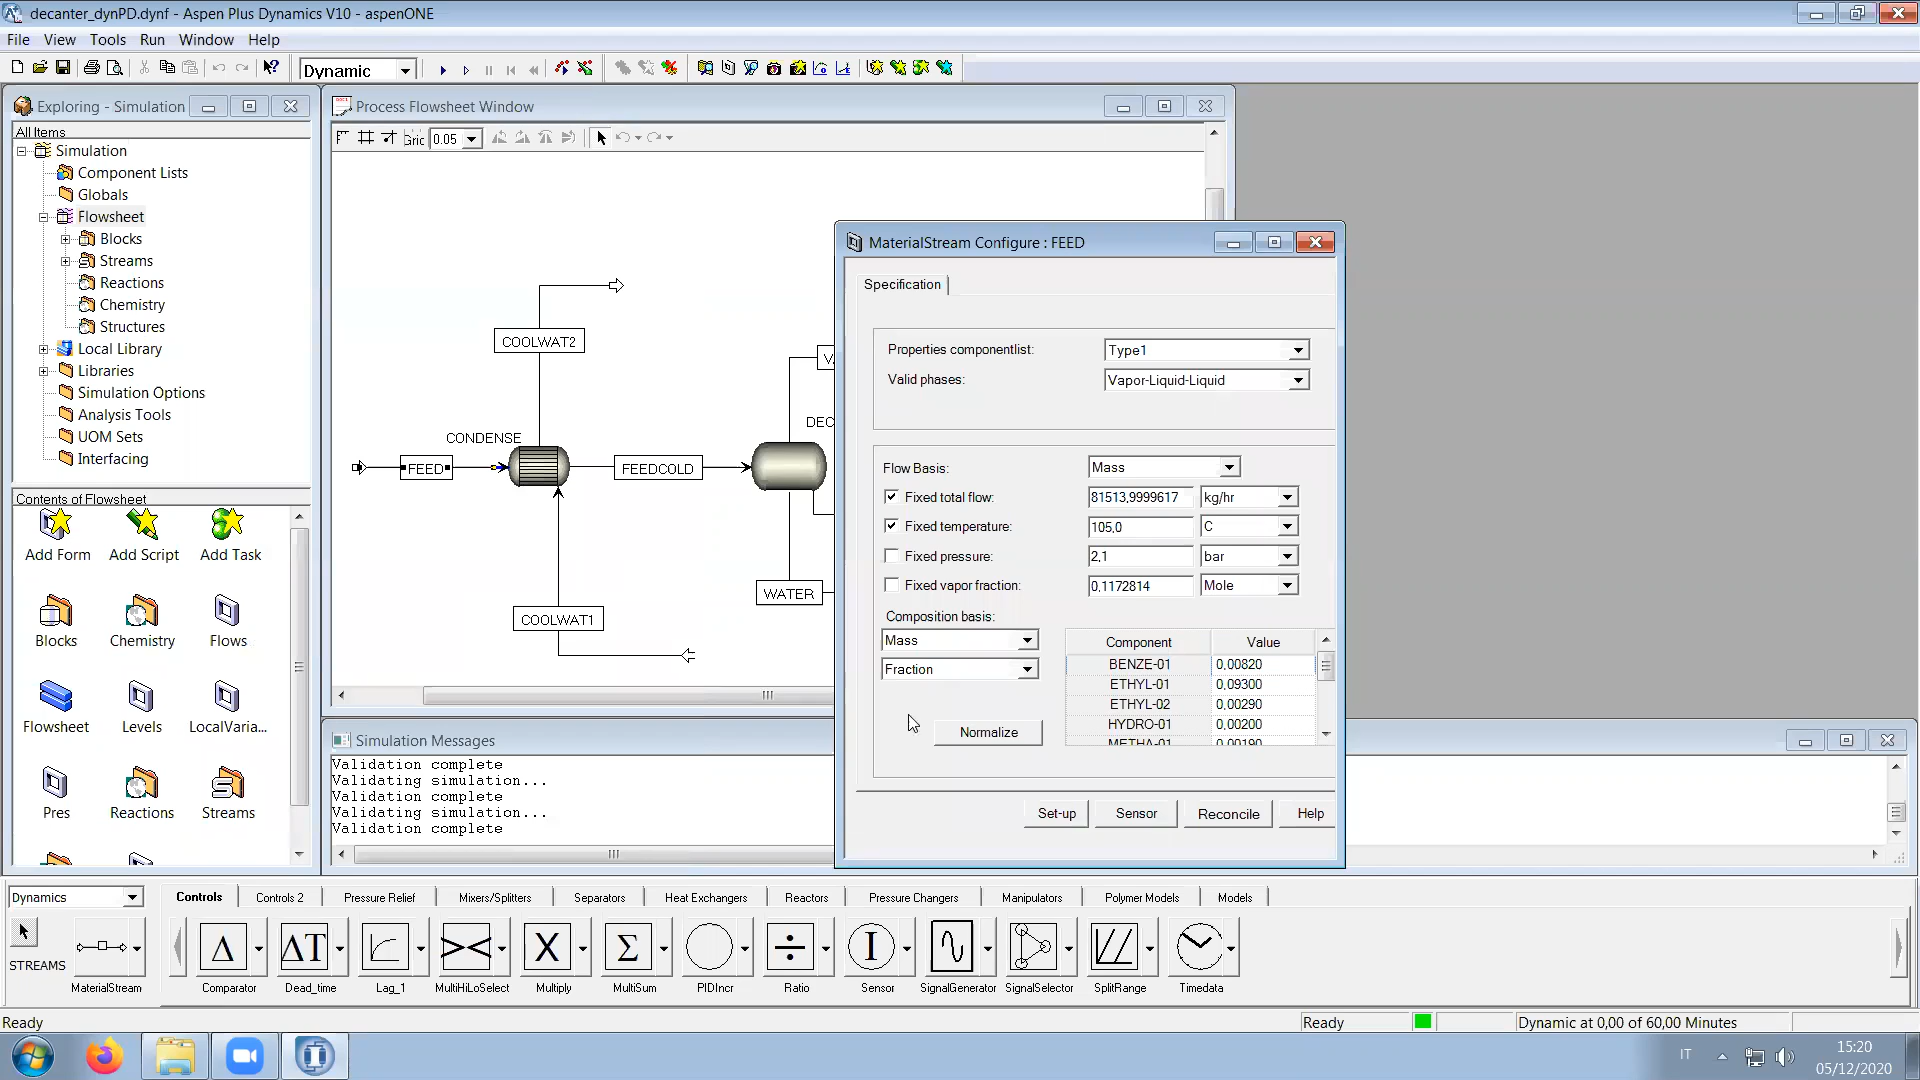 decanter_dynPD.dynf - Aspen Plus Dynamics V10 - aspenONE
File View Tools Run Window Help
Dynamic
Exploring - Simulation
All Items
Simulation
Component Lists
Globals
Flowsheet
Blocks
Streams
Reactions
Chemistry
Structures
Local Library
Libraries
Simulation Options
Analysis Tools
UOM Sets
Interfacing
Contents of Flowsheet
Add Form Add Script Add Task
Blocks Chemistry Flows
Flowsheet Levels LocalVaria...
Pres Reactions Streams
Process Flowsheet Window
Gric 0.05
COOLWAT2
CONDENSE
FEED
FEEDCOLD
COOLWAT1
DEC
WATER
MaterialStream Configure : FEED
Specification
Properties componentlist: Type1
Valid phases: Vapor-Liquid-Liquid
Flow Basis: Mass
Fixed total flow: 81513,9999617 kg/hr
Fixed temperature: 105,0 C
Fixed pressure: 2,1 bar
Fixed vapor fraction: 0,1172814 Mole
Composition basis:
Mass
Fraction
Normalize
Component Value
BENZE-01 0,00820
ETHYL-01 0,09300
ETHYL-02 0,00290
HYDRO-01 0,00200
METHA-01 0,00190
Set-up Sensor Reconcile Help
Simulation Messages
Validation complete
Validating simulation...
Validation complete
Validating simulation...
Validation complete
Dynamics
Controls Controls 2 Pressure Relief Mixers/Splitters Separators Heat Exchangers Reactors Pressure Changers Manipulators Polymer Models Models
STREAMS
MaterialStream Comparator Dead_time Lag_1 MultiHiLoSelect Multiply MultiSum PIDIncr Ratio Sensor SignalGenerator SignalSelector SplitRange Timedata
Ready
Ready
Dynamic at 0,00 of 60,00 Minutes
IT
15:20
05/12/2020